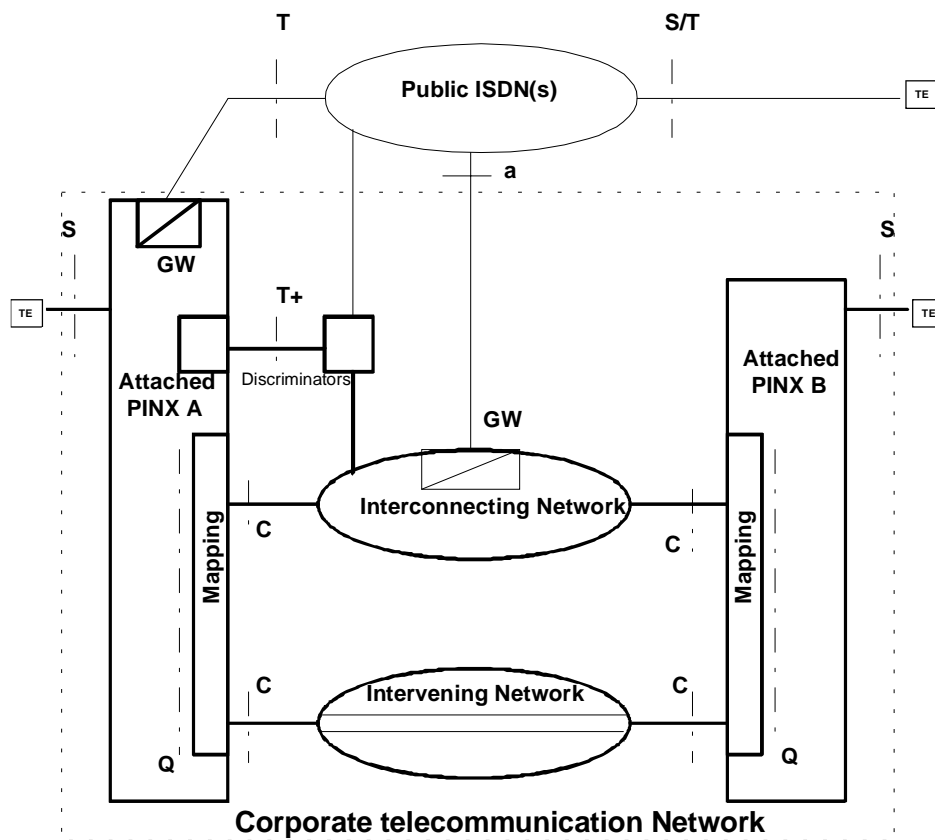 T
S/T
Public ISDN(s)
TE
a
S
S
GW
T+
TE
TE
Attached
PINX A
Discriminators
Attached
PINX B
GW
Interconnecting Network
C
C
Mapping
Mapping
C
C
Intervening Network
Q
Q
Corporate telecommunication Network